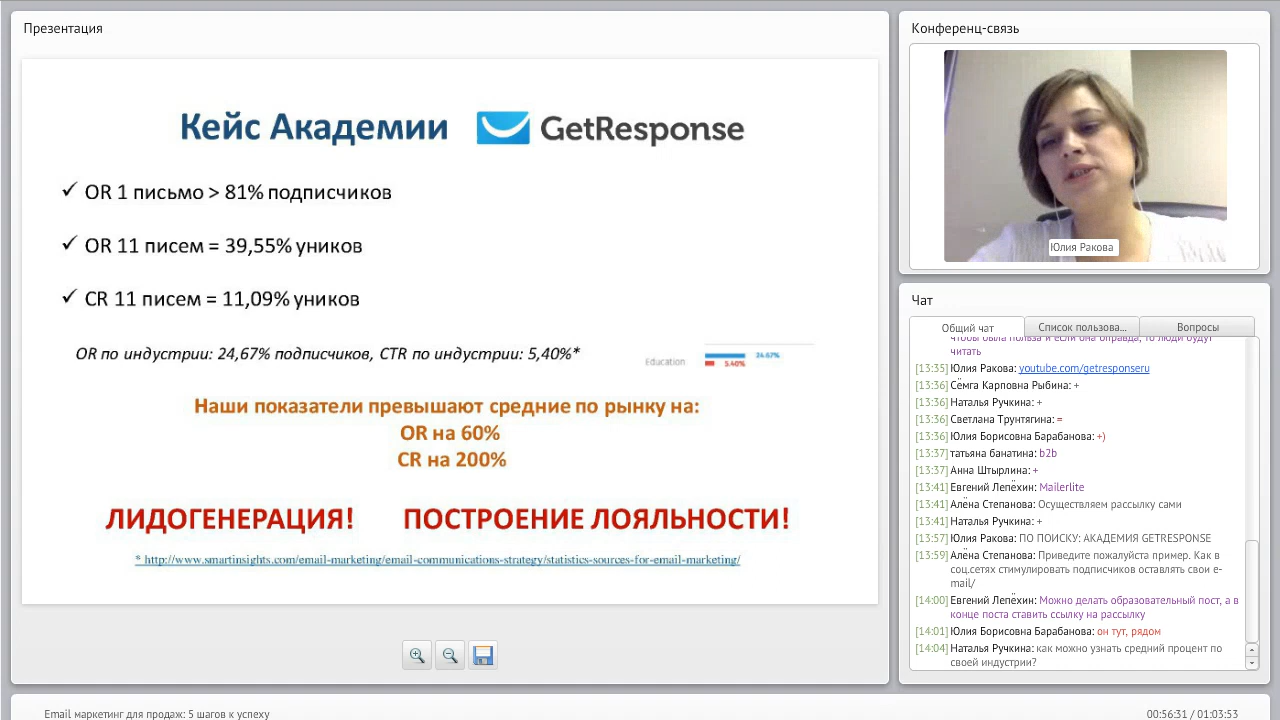 Презентация
Кейс Академии GetResponse
✓ OR 1 письмо > 81% подписчиков
✓ OR 11 писем = 39,55% уников
✓ CR 11 писем = 11,09% уников
OR по индустрии: 24,67% подписчиков, CTR по индустрии: 5,40%*
Education 24.67%
5.40%
Наши показатели превышают средние по рынку на:
OR на 60%
CR на 200%
ЛИДОГЕНЕРАЦИЯ! ПОСТРОЕНИЕ ЛОЯЛЬНОСТИ!
* http://www.smartinsights.com/email-marketing/email-communications-strategy/statistics-sources-for-email-marketing/
Конференц-связь
Юлия Ракова
Чат
Общий чат
Список пользова...
Вопросы
чтобы была польза и если она оправда, то люди будут
читать
[13:35] Юлия Ракова: youtube.com/getresponseru
[13:36] Сёмга Карповна Рыбина: +
[13:36] Наталья Ручкина: +
[13:36] Светлана Трунтягина: =
[13:36] Юлия Борисовна Барабанова: +)
[13:37] татьяна банатина: b2b
[13:37] Анна Штырлина: +
[13:41] Евгений Лепёхин: Mailerlite
[13:41] Алёна Степанова: Осуществляем рассылку сами
[13:41] Наталья Ручкина: +
[13:57] Юлия Ракова: ПО ПОИСКУ: АКАДЕМИЯ GETRESPONSE
[13:59] Алёна Степанова: Приведите пожалуйста пример. Как в
соц.сетях стимулировать подписчиков оставлять свои e-
mail/
[14:00] Евгений Лепёхин: Можно делать образовательный пост, а в
конце поста ставить ссылку на рассылку
[14:01] Юлия Борисовна Барабанова: он тут, рядом
[14:04] Наталья Ручкина: как можно узнать средний процент по
своей индустрии?
Email маркетинг для продаж: 5 шагов к успеху
00:56:31 / 01:03:53